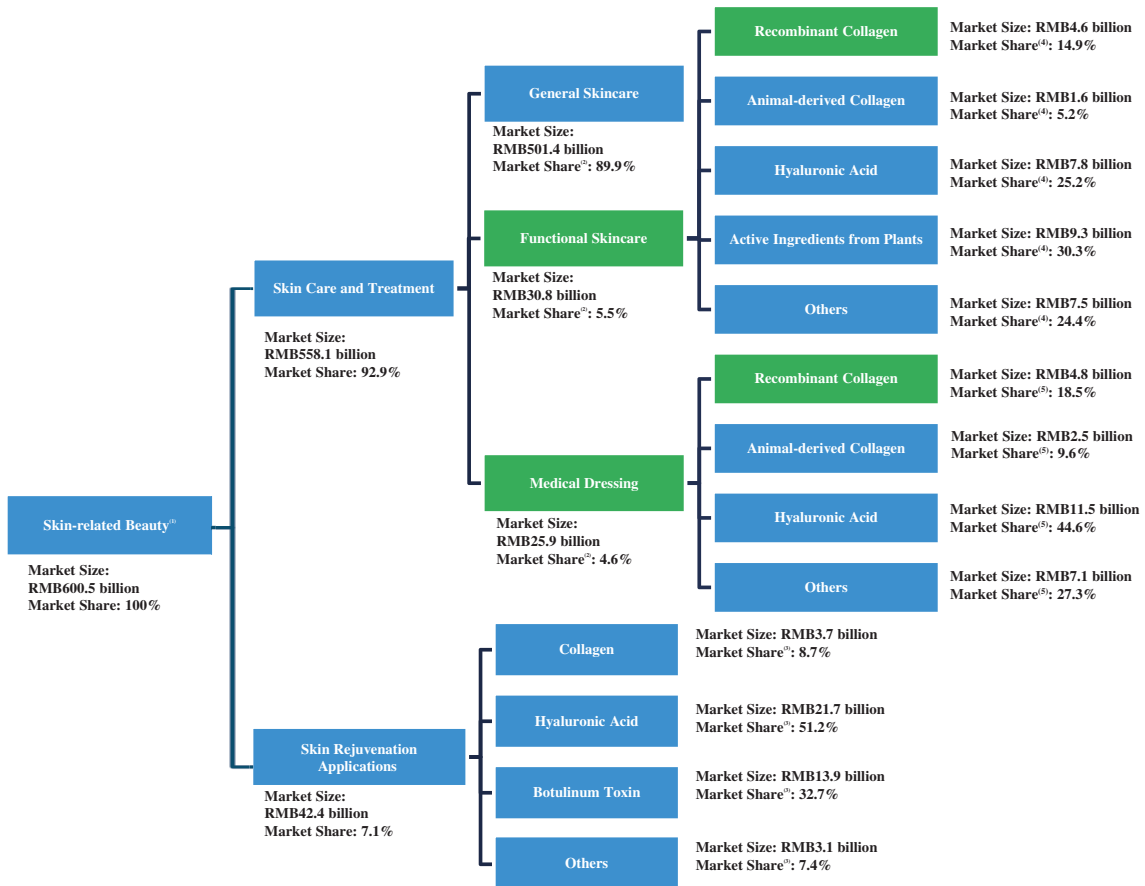 Skin-related Beauty(1)
Market Size:
RMB600.5 billion
Market Share: 100%
Skin Care and Treatment
Market Size:
RMB558.1 billion
Market Share: 92.9%
General Skincare
Market Size:
RMB501.4 billion
Market Share(2): 89.9%
Functional Skincare
Market Size:
RMB30.8 billion
Market Share(2): 5.5%
Recombinant Collagen
Market Size: RMB4.6 billion
Market Share(4): 14.9%
Animal-derived Collagen
Market Size: RMB1.6 billion
Market Share(4): 5.2%
Hyaluronic Acid
Market Size: RMB7.8 billion
Market Share(4): 25.2%
Active Ingredients from Plants
Market Size: RMB9.3 billion
Market Share(4): 30.3%
Others
Market Size: RMB7.5 billion
Market Share(4): 24.4%
Medical Dressing
Market Size:
RMB25.9 billion
Market Share(2): 4.6%
Recombinant Collagen
Market Size: RMB4.8 billion
Market Share(5): 18.5%
Animal-derived Collagen
Market Size: RMB2.5 billion
Market Share(5): 9.6%
Hyaluronic Acid
Market Size: RMB11.5 billion
Market Share(5): 44.6%
Others
Market Size: RMB7.1 billion
Market Share(5): 27.3%
Skin Rejuvenation
Applications
Market Size:
RMB42.4 billion
Market Share: 7.1%
Collagen
Market Size: RMB3.7 billion
Market Share(3): 8.7%
Hyaluronic Acid
Market Size: RMB21.7 billion
Market Share(3): 51.2%
Botulinum Toxin
Market Size: RMB13.9 billion
Market Share(3): 32.7%
Others
Market Size: RMB3.1 billion
Market Share(3): 7.4%